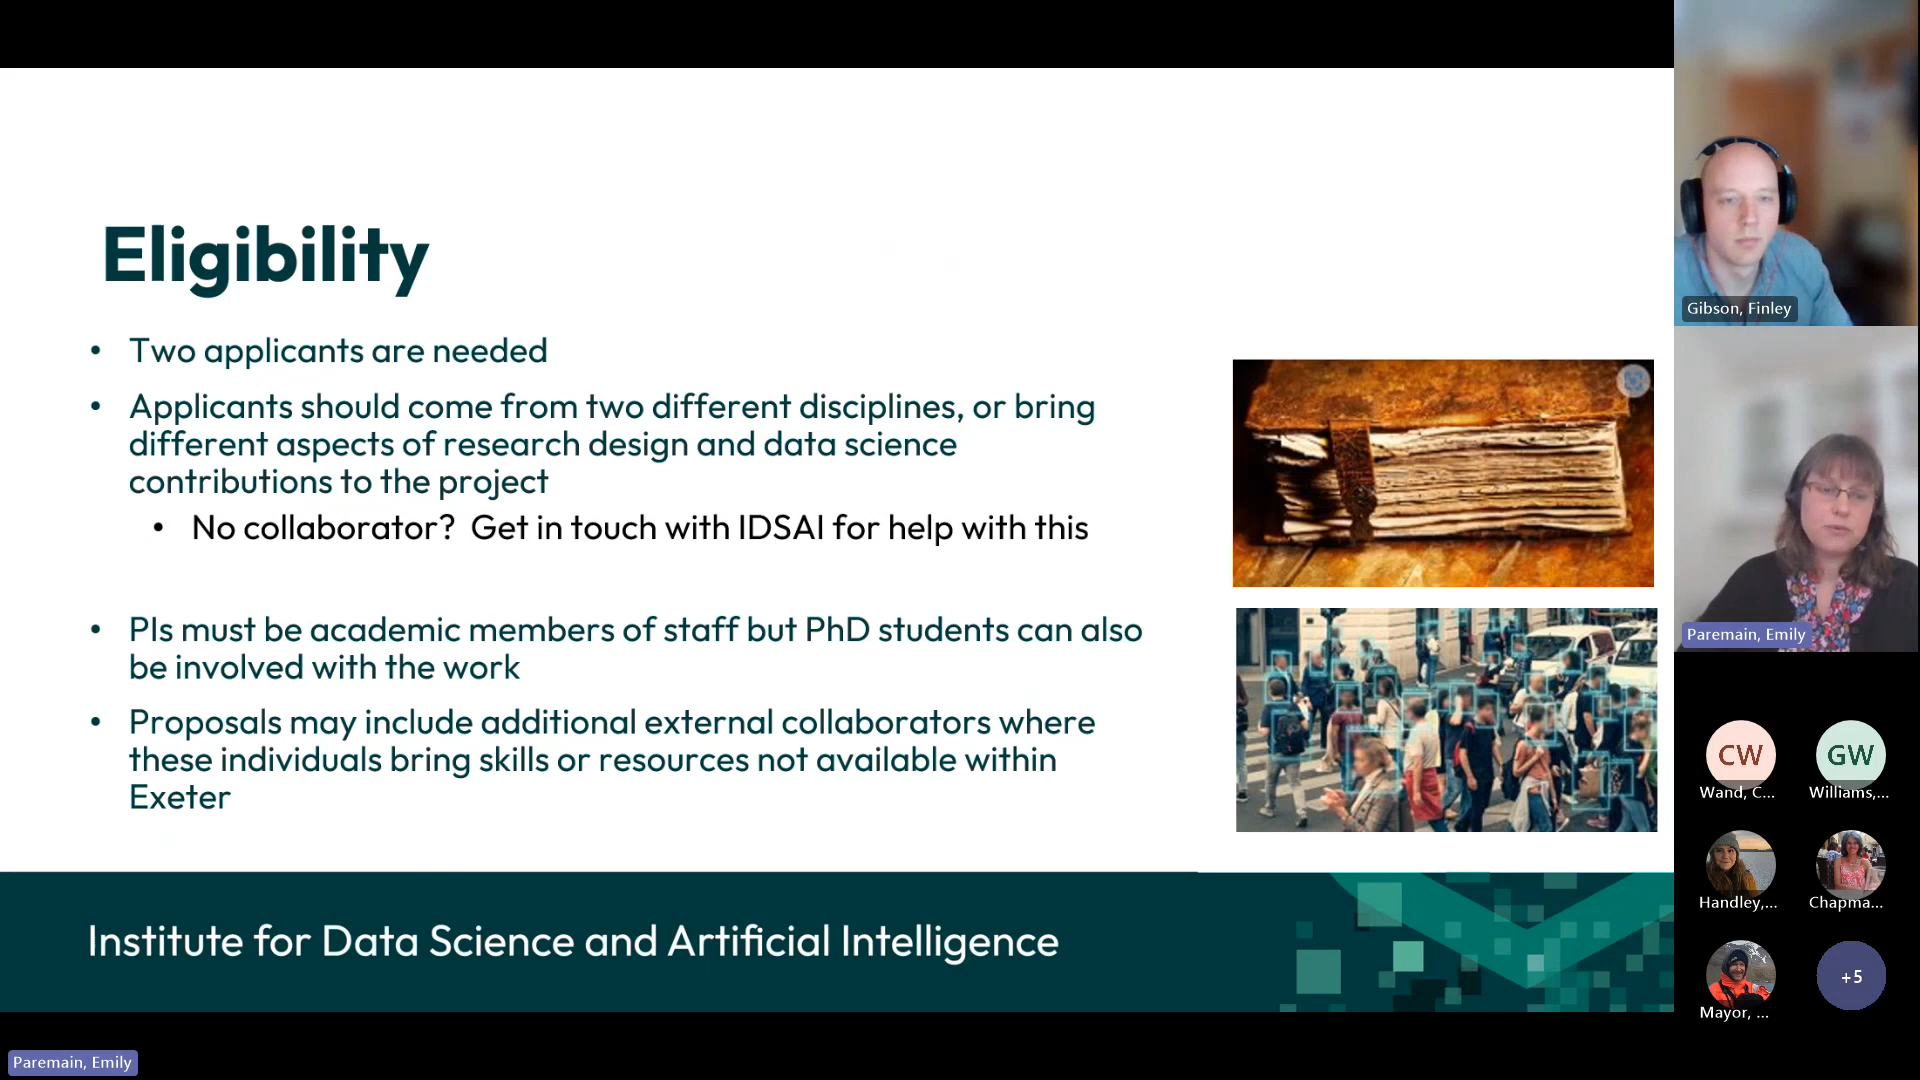 Eligibility
• Two applicants are needed
• Applicants should come from two different disciplines, or bring
different aspects of research design and data science
contributions to the project
• No collaborator?  Get in touch with IDSAI for help with this
• PIs must be academic members of staff but PhD students can also
be involved with the work
• Proposals may include additional external collaborators where
these individuals bring skills or resources not available within
Exeter
Institute for Data Science and Artificial Intelligence
Paremain, Emily
Gibson, Finley
Paremain, Emily
CW
Wand, C...
GW
Williams,...
Handley,...
Chapma...
Mayor, ...
+5